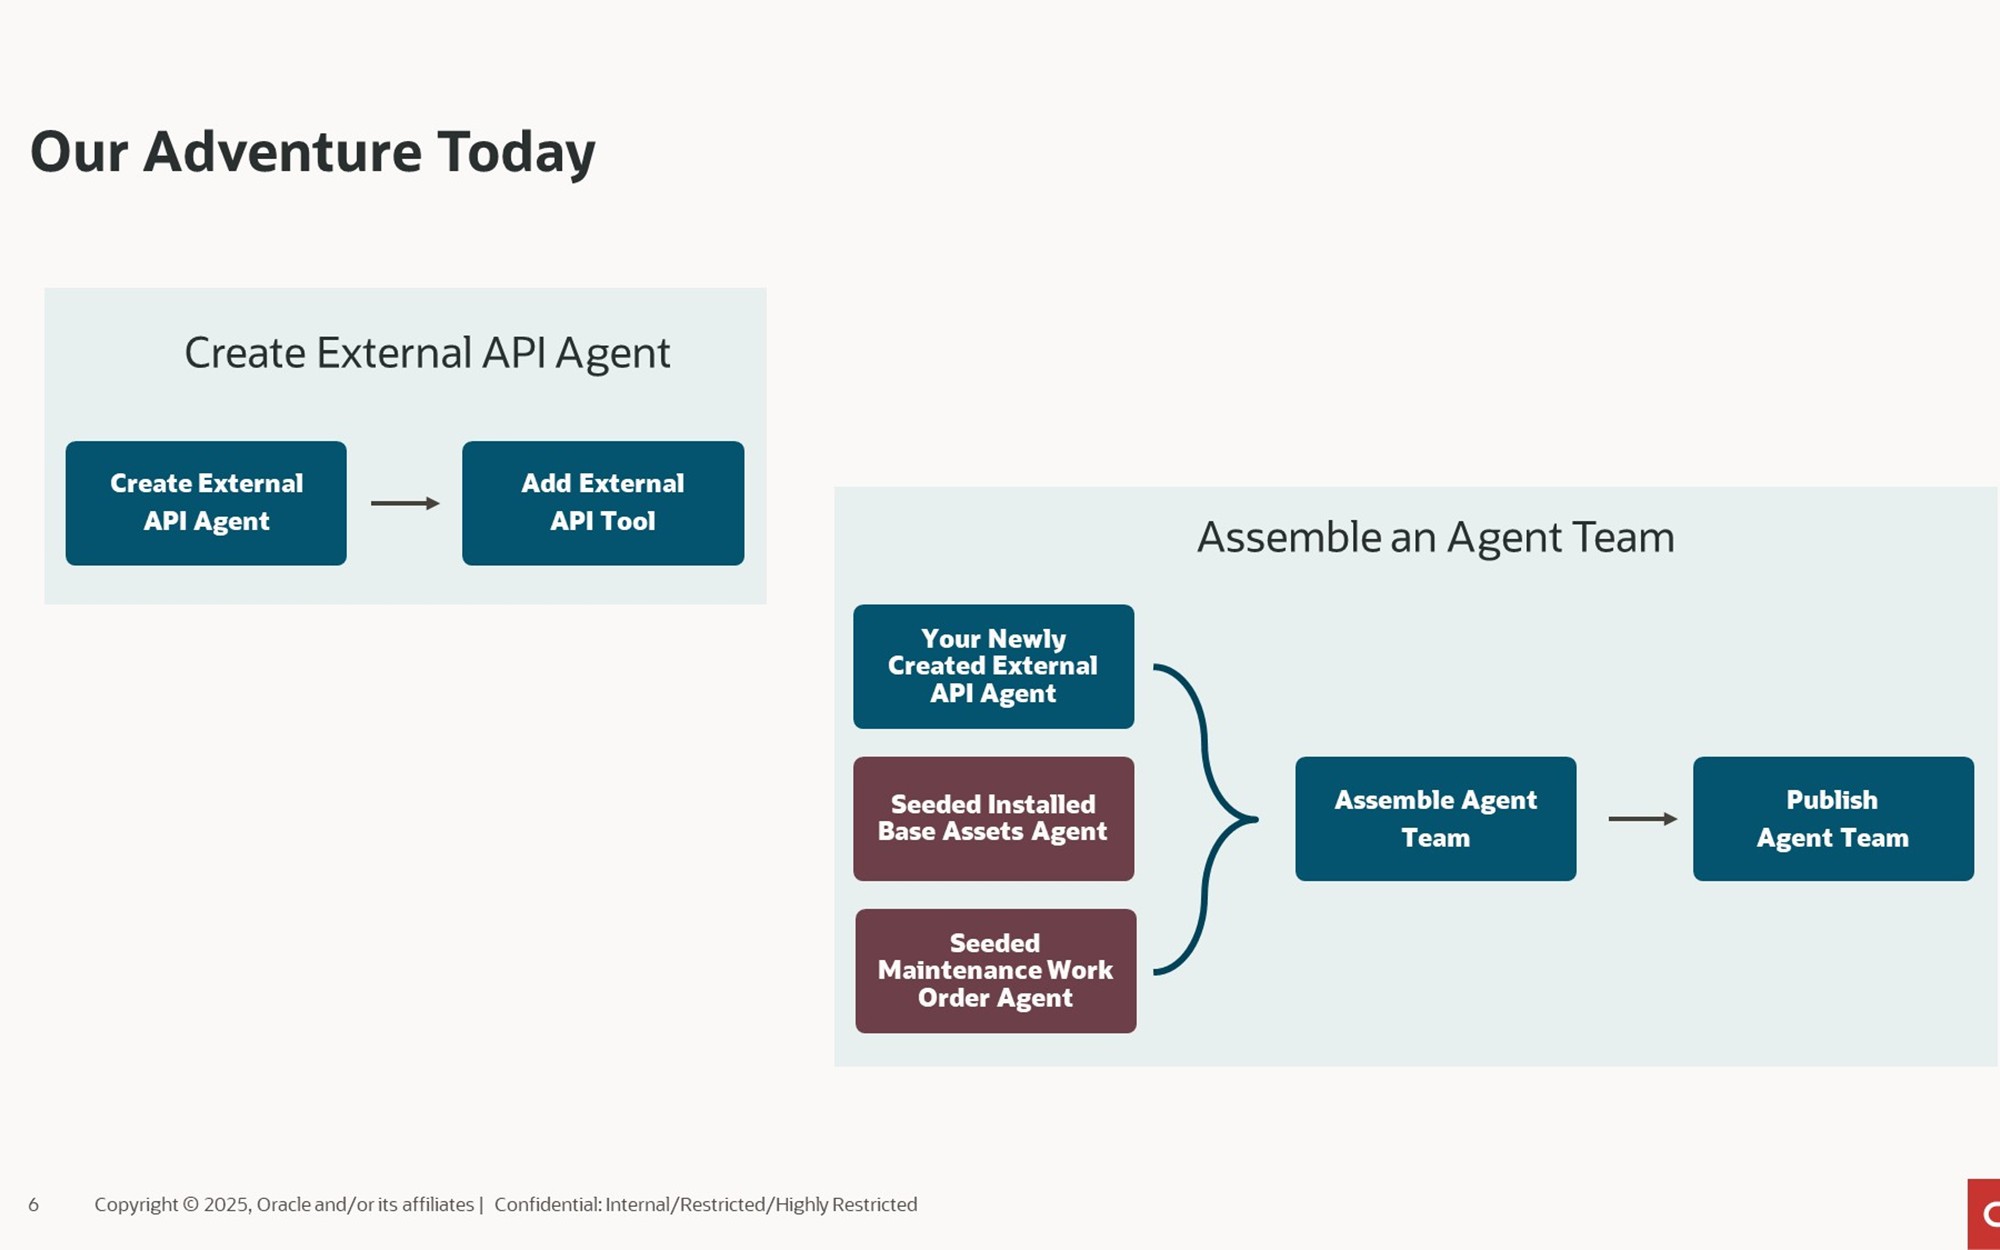 Our Adventure Today
Create External API Agent
Create External
API Agent
Add External
API Tool
Assemble an Agent Team
Your Newly
Created External
API Agent
Seeded Installed
Base Assets Agent
Seeded
Maintenance Work
Order Agent
Assemble Agent
Team
Publish
Agent Team
6 Copyright © 2025, Oracle and/or its affiliates | Confidential: Internal/Restricted/Highly Restricted